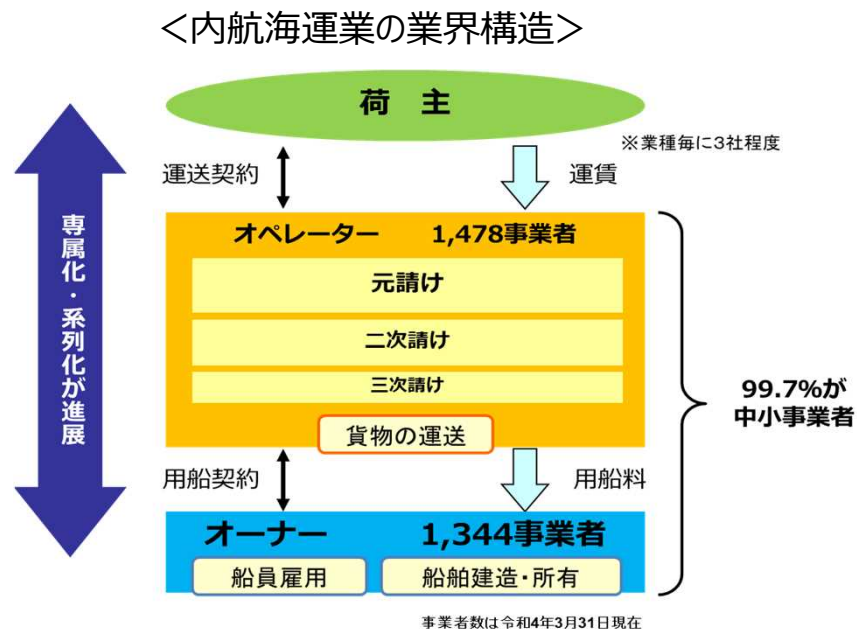 ＜内航海運業の業界構造＞
荷　主
※業種毎に3社程度
運送契約
運賃
専属化・系列化が進展
オペレーター　1,478事業者
元請け
二次請け
三次請け
貨物の運送
99.7%が
中小事業者
用船契約
用船料
オーナー　1,344事業者
船員雇用
船舶建造・所有
事業者数は令和4年3月31日現在